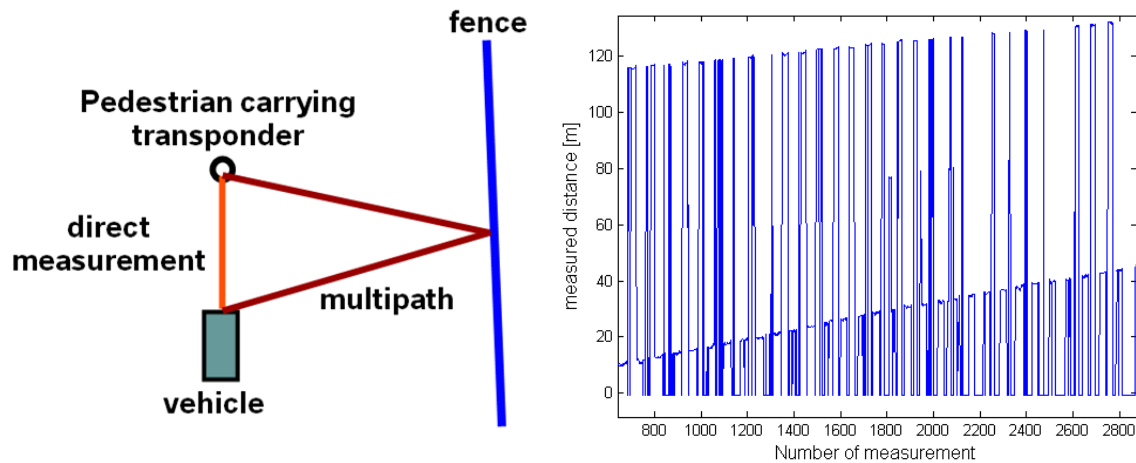 fence
Pedestrian carrying
transponder
direct
measurement
multipath
vehicle
measured distance [m]
120
100
80
60
40
20
0
800 1000 1200 1400 1600 1800 2000 2200 2400 2600 2800
Number of measurement